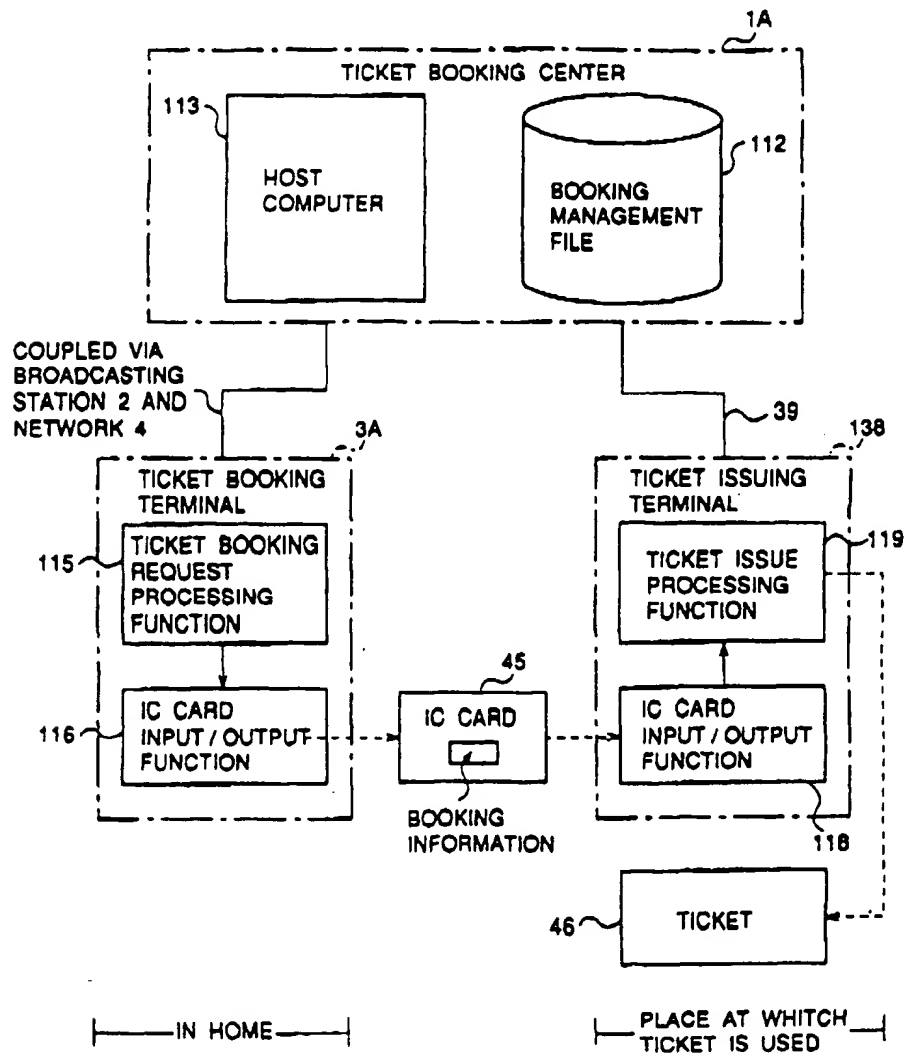 1A
TICKET BOOKING CENTER
113
HOST
COMPUTER
112
BOOKING
MANAGEMENT
FILE
COUPLED VIA
BROADCASTING
STATION 2 AND
NETWORK 4
39
3A
138
TICKET BOOKING
TERMINAL
TICKET ISSUING
TERMINAL
115
TICKET BOOKING
REQUEST
PROCESSING
FUNCTION
119
TICKET ISSUE
PROCESSING
FUNCTION
45
116
IC CARD
INPUT/OUTPUT
FUNCTION
IC CARD
IC CARD
INPUT/OUTPUT
FUNCTION
BOOKING
INFORMATION
118
46
TICKET
IN HOME
PLACE AT WHITCH
TICKET IS USED